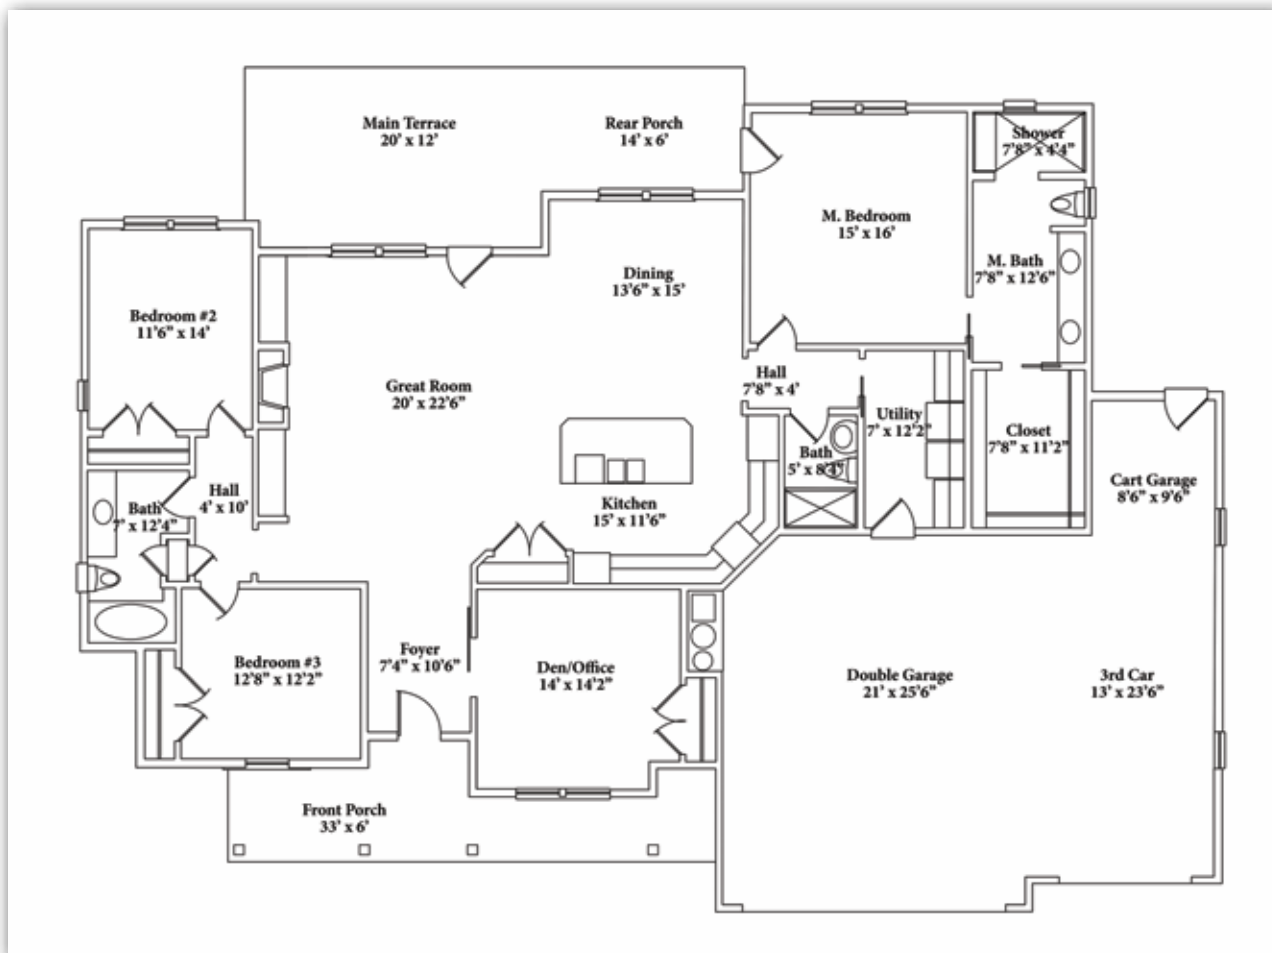 Main Terrace
20' x 12'
Rear Porch
14' x 6'
Shower
7'8" x 4'4"
M. Bedroom
15' x 16'
M. Bath
7'8" x 12'6"
Dining
13'6" x 15'
Bedroom #2
11'6" x 14'
Great Room
20' x 22'6"
Hall
7'8" x 4'
Utility
7' x 12'2"
Closet
7'8" x 11'2"
Bath
5' x 8'4"
Cart Garage
8'6" x 9'6"
Hall
4' x 10'
Bath
7' x 12'4"
Kitchen
15' x 11'6"
Foyer
7'4" x 10'6"
Bedroom #3
12'8" x 12'2"
Den/Office
14' x 14'2"
Double Garage
21' x 25'6"
3rd Car
13' x 23'6"
Front Porch
33' x 6'